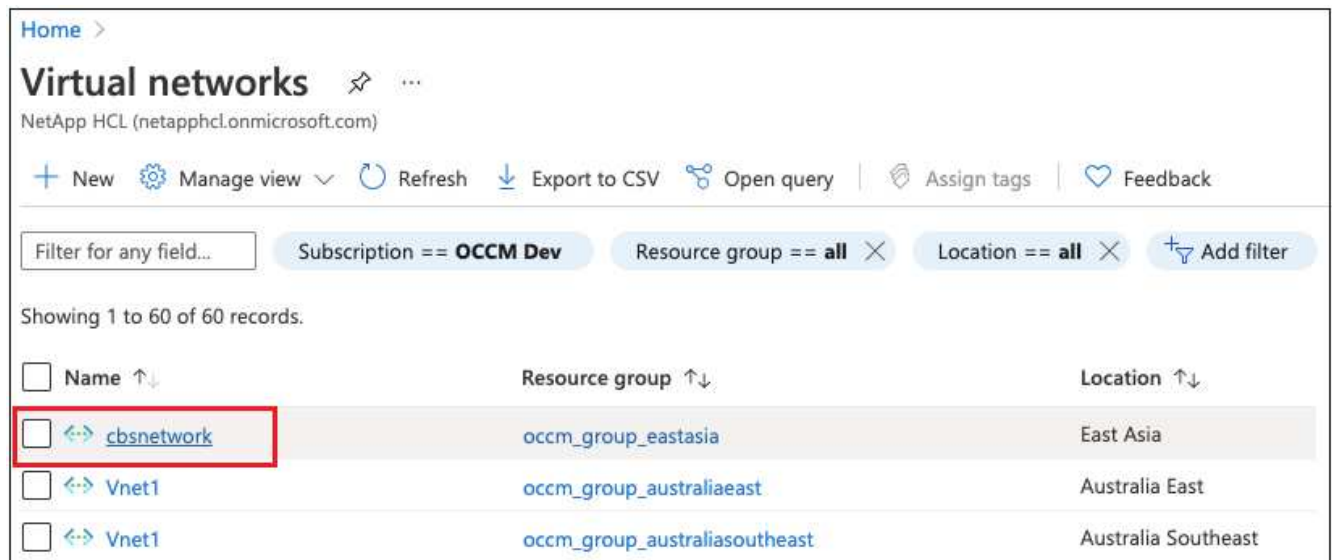 Home >
Virtual networks ...
NetApp HCL (netapphcl.onmicrosoft.com)
New Manage view Refresh Export to CSV Open query Assign tags Feedback
Filter for any field... Subscription == OCCM Dev Resource group == all Location == all Add filter
Showing 1 to 60 of 60 records.
Name ↑↓ Resource group ↑↓ Location ↑↓
cbsnetwork occm_group_eastasia East Asia
Vnet1 occm_group_australiaeast Australia East
Vnet1 occm_group_australiasoutheast Australia Southeast